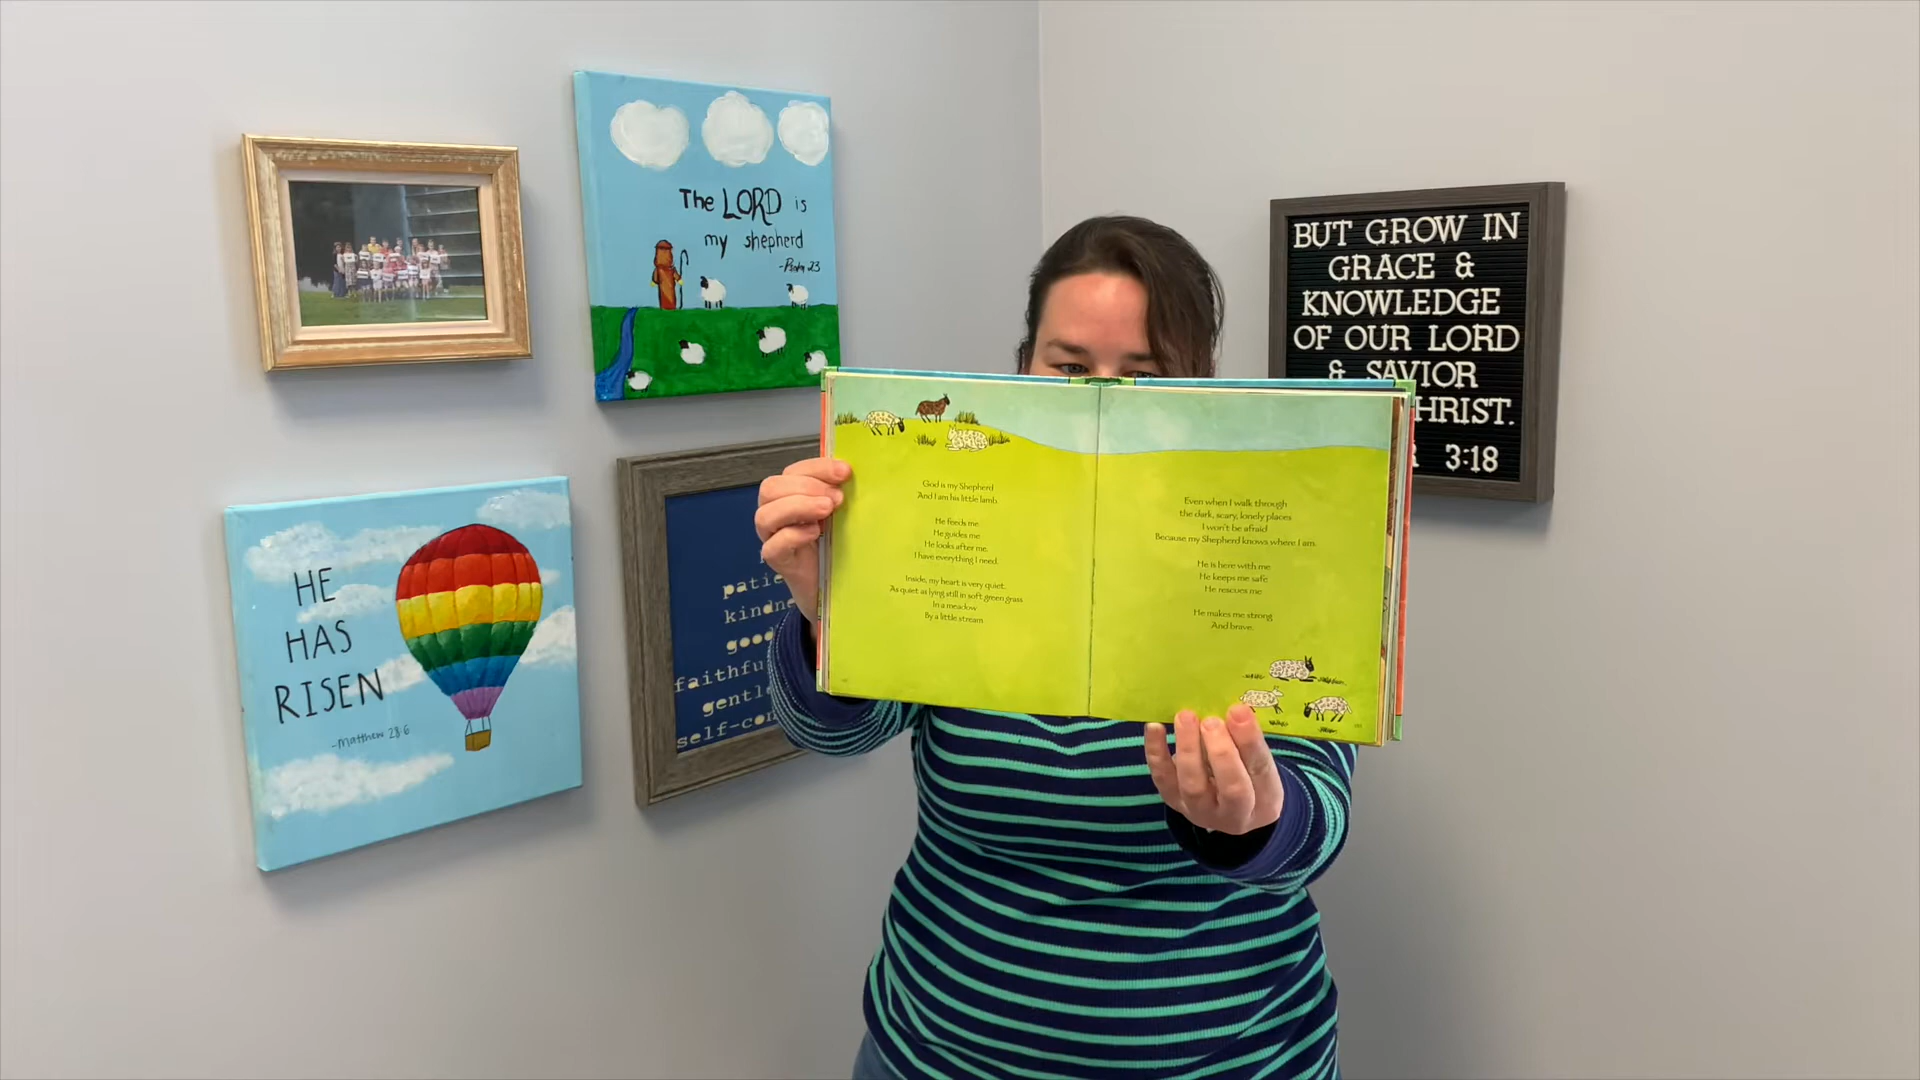 The LORD is
my shepherd
-Psalm 23
HE
HAS
RISEN
-Matthew 28:6
patie
kindn
good
faithfu
gentl
self-con
BUT GROW IN
GRACE &
KNOWLEDGE
OF OUR LORD
& SAVIOR
HRIST.
3:18
God is my Shepherd
And I am his little lamb.
He feeds me
He guides me
He looks after me.
I have everything I need.
Inside, my heart is very quiet.
As quiet as lying still in soft green grass
In a meadow
By a little stream
Even when I walk through
the dark, scary, lonely places
I won't be afraid
Because my Shepherd knows where I am.
He is here with me
He keeps me safe
He rescues me
He makes me strong
And brave.